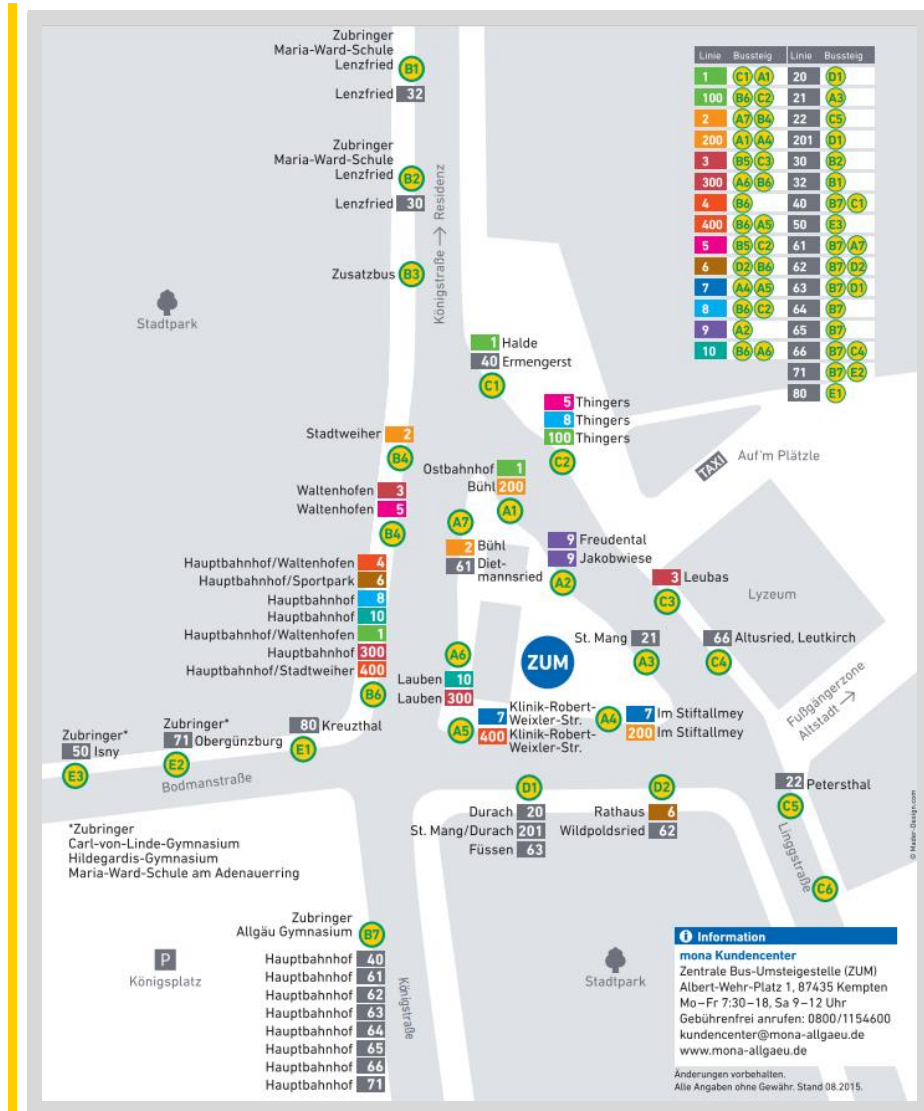 Zubringer
Maria-Ward-Schule
Lenzfried B1
Lenzfried 32
Zubringer
Maria-Ward-Schule
Lenzfried B2
Lenzfried 30
Zusatzbus B3
Königstraße → Residenz
Stadtpark
Linie Bussteig Linie Bussteig
1 C1 A1 20 D1
100 B6 C2 21 A3
2 A7 B4 22 C5
200 A1 A4 201 D1
3 B5 C3 30 B2
300 A6 B6 32 B1
4 B6 40 B7 C1
400 B6 A5 50 E3
5 B5 C2 61 B7 A7
6 D2 B6 62 B7 D2
7 A4 A5 63 B7 D1
8 B6 C2 64 B7
9 A2 65 B7
10 B6 A6 66 B7 C4
71 B7 E2
80 E1
1 Halde
40 Ermengerst
C1
5 Thingers
8 Thingers
100 Thingers
C2
TAXI
Auf'm Plätzle
Stadtweiher 2
B4
Waltenhofen 3
Waltenhofen 5
B4
Ostbahnhof 1
Bühl 200
A1
A7
2 Bühl
61 Diet-
mannsried
9 Freudental
9 Jakobwiese
A2
3 Leubas
C3
Lyzeum
Hauptbahnhof/Waltenhofen 4
Hauptbahnhof/Sportpark 6
Hauptbahnhof 8
Hauptbahnhof 10
Hauptbahnhof/Waltenhofen 1
Hauptbahnhof 300
Hauptbahnhof/Stadtweiher 400
B6
A6
Lauben 10
Lauben 300
ZUM
St. Mang 21
A3
66 Altusried, Leutkirch
C4
Fußgängerzone
Altstadt →
A5
7 Klinik-Robert-
Weixler-Str.
400 Klinik-Robert-
Weixler-Str.
A4
7 Im Stiftallmey
200 Im Stiftallmey
Zubringer*
50 Isny
E3
Zubringer*
71 Obergünzburg
E2
80 Kreuzthal
E1
Bodmanstraße
D1
Durach 20
St. Mang/Durach 201
Füssen 63
D2
Rathaus 6
Wildpoldsried 62
22 Petersthal
C5
Linggstraße
C6
© Mader-Design.com
*Zubringer
Carl-von-Linde-Gymnasium
Hildegardis-Gymnasium
Maria-Ward-Schule am Adenauerring
Zubringer
Allgäu Gymnasium B7
Hauptbahnhof 40
Hauptbahnhof 61
Hauptbahnhof 62
Hauptbahnhof 63
Hauptbahnhof 64
Hauptbahnhof 65
Hauptbahnhof 66
Hauptbahnhof 71
P
Königsplatz
Königstraße
Stadtpark
i Information
mona Kundencenter
Zentrale Bus-Umsteigestelle (ZUM)
Albert-Wehr-Platz 1, 87435 Kempten
Mo–Fr 7:30–18, Sa 9–12 Uhr
Gebührenfrei anrufen: 0800/1154600
kundencenter@mona-allgaeu.de
www.mona-allgaeu.de
Änderungen vorbehalten.
Alle Angaben ohne Gewähr. Stand 08.2015.